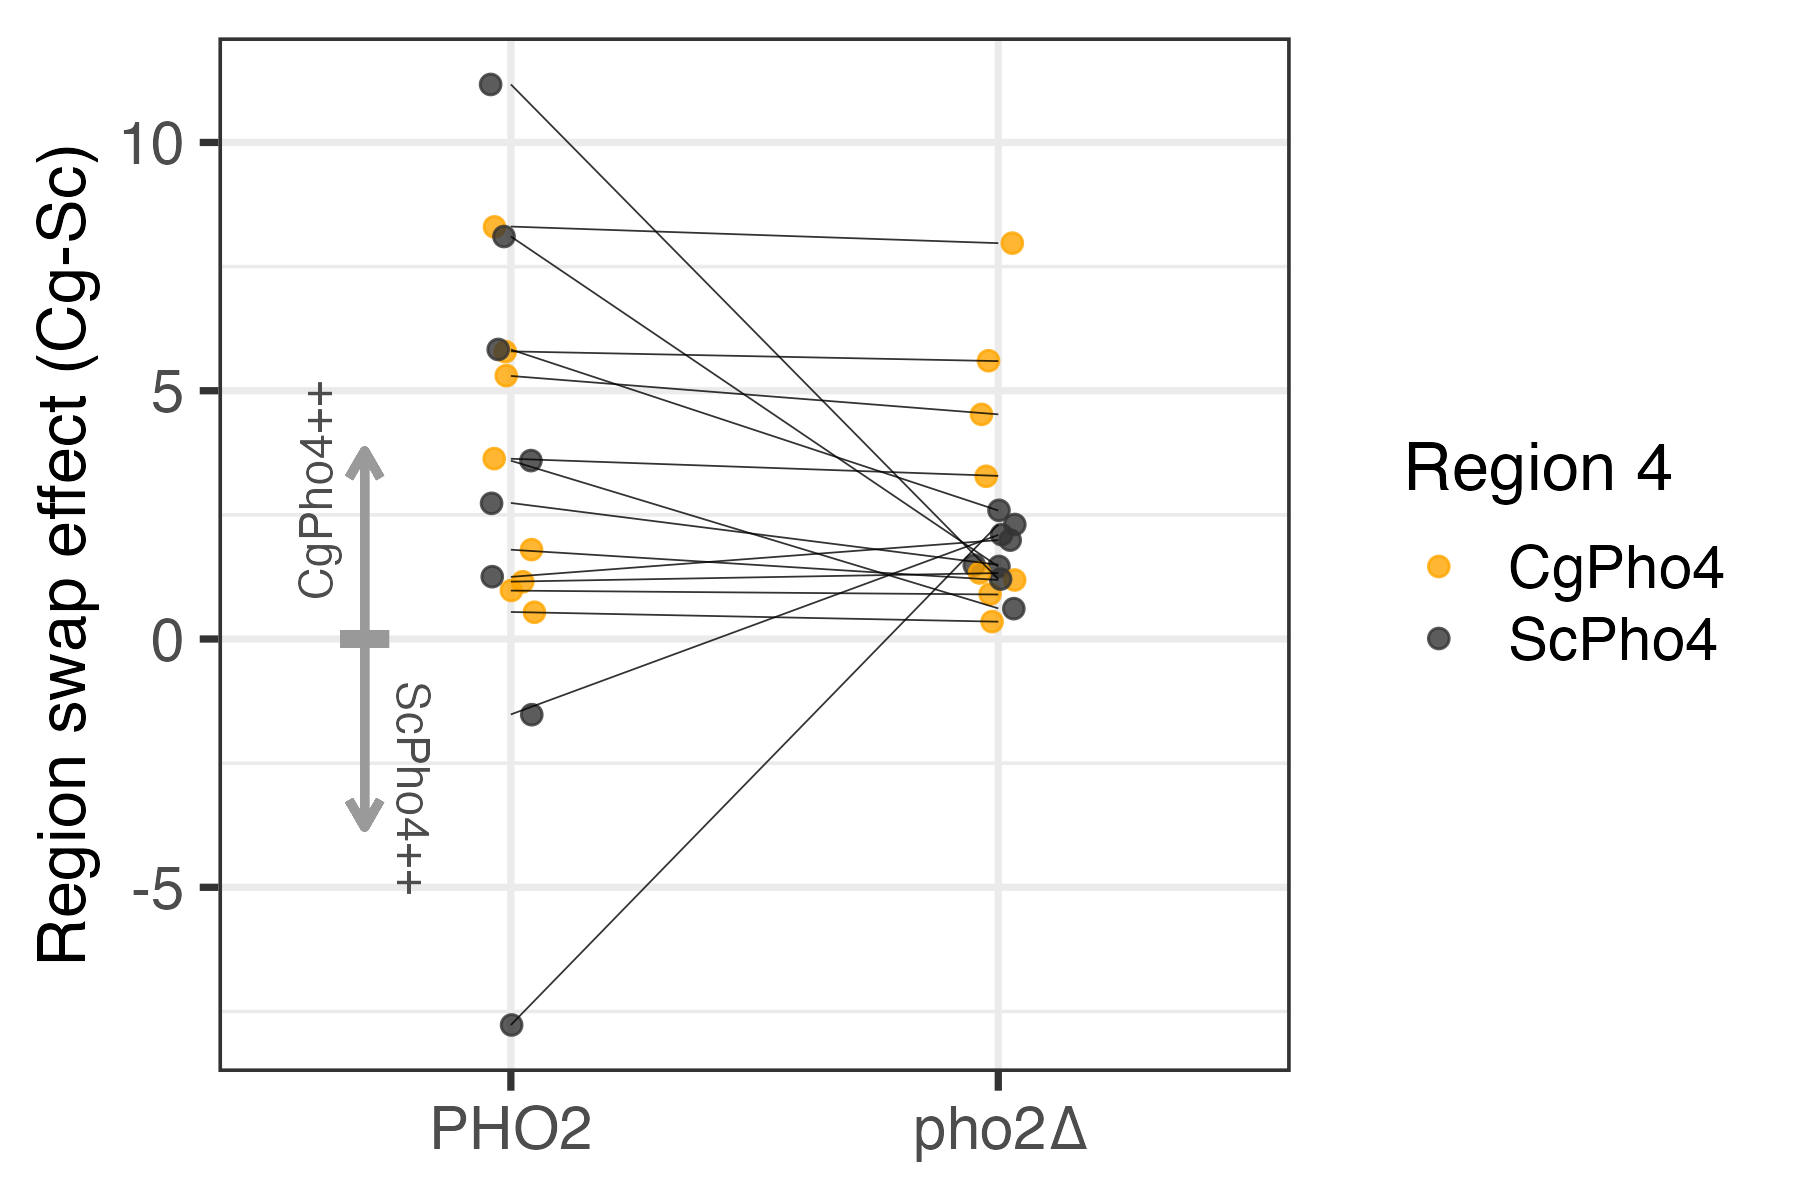 Region swap effect (Cg-Sc)
10
5
0
-5
CgPho4++
ScPho4++
PHO2
pho2Δ
Region 4
CgPho4
ScPho4